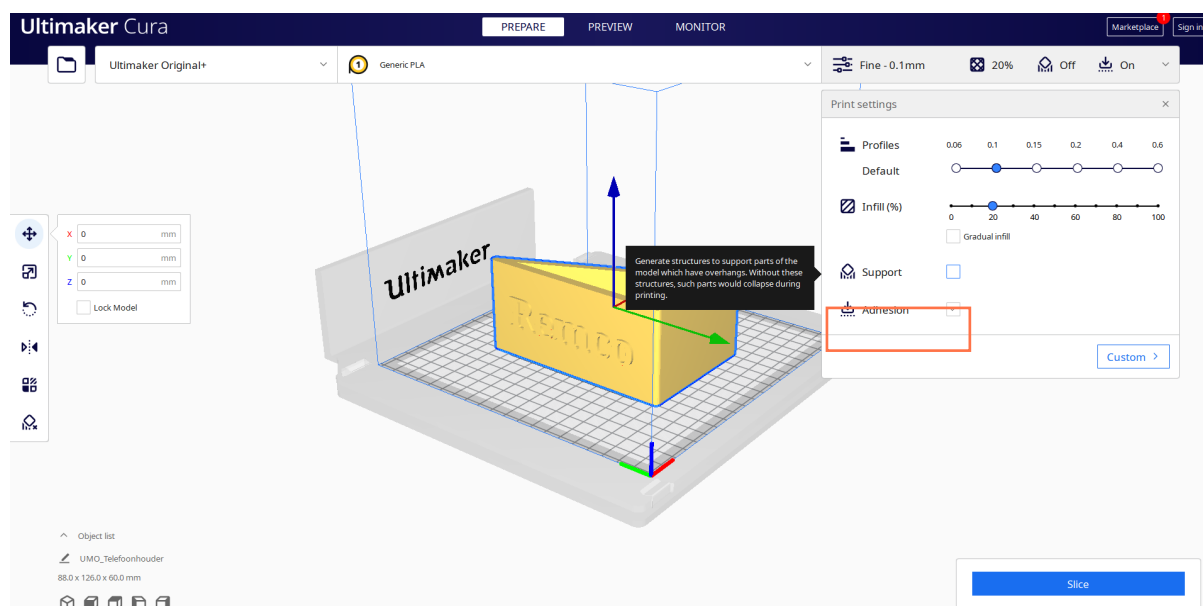 Ultimaker Cura
PREPARE PREVIEW MONITOR
Marketplace 1 Sign in
Ultimaker Original+
1 Generic PLA
Fine - 0.1mm 20% Off On
Print settings ×
Profiles 0.06 0.1 0.15 0.2 0.4 0.6
Default
Infill (%)
0 20 40 60 80 100
Gradual infill
Support
Adhesion
Custom >
Generate structures to support parts of the
model which have overhangs. Without these
structures, such parts would collapse during
printing.
X 0 mm
Y 0 mm
Z 0 mm
Lock Model
Ultimaker
Remco
Object list
UMO_Telefoonhouder
88.0 x 126.0 x 60.0 mm
Slice